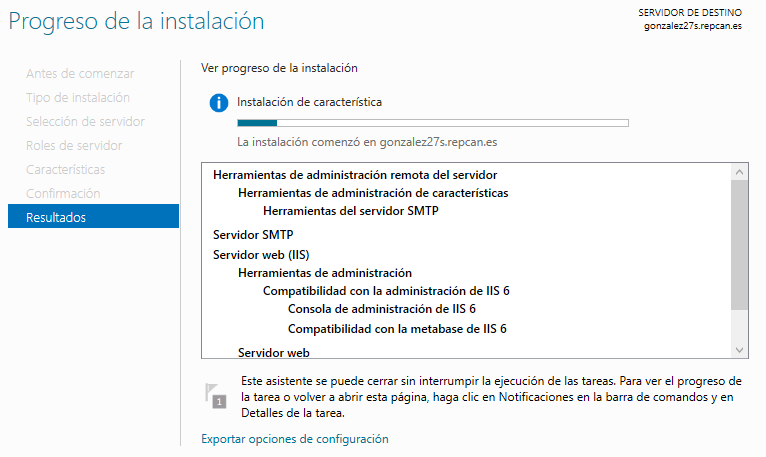 Progreso de la instalación
SERVIDOR DE DESTINO
gonzalez27s.repcan.es
Antes de comenzar
Tipo de instalación
Selección de servidor
Roles de servidor
Características
Confirmación
Resultados
Ver progreso de la instalación
Instalación de característica
La instalación comenzó en gonzalez27s.repcan.es
Herramientas de administración remota del servidor
Herramientas de administración de características
Herramientas del servidor SMTP
Servidor SMTP
Servidor web (IIS)
Herramientas de administración
Compatibilidad con la administración de IIS 6
Consola de administración de IIS 6
Compatibilidad con la metabase de IIS 6
Servidor web
1
Este asistente se puede cerrar sin interrumpir la ejecución de las tareas. Para ver el progreso de
la tarea o volver a abrir esta página, haga clic en Notificaciones en la barra de comandos y en
Detalles de la tarea.
Exportar opciones de configuración